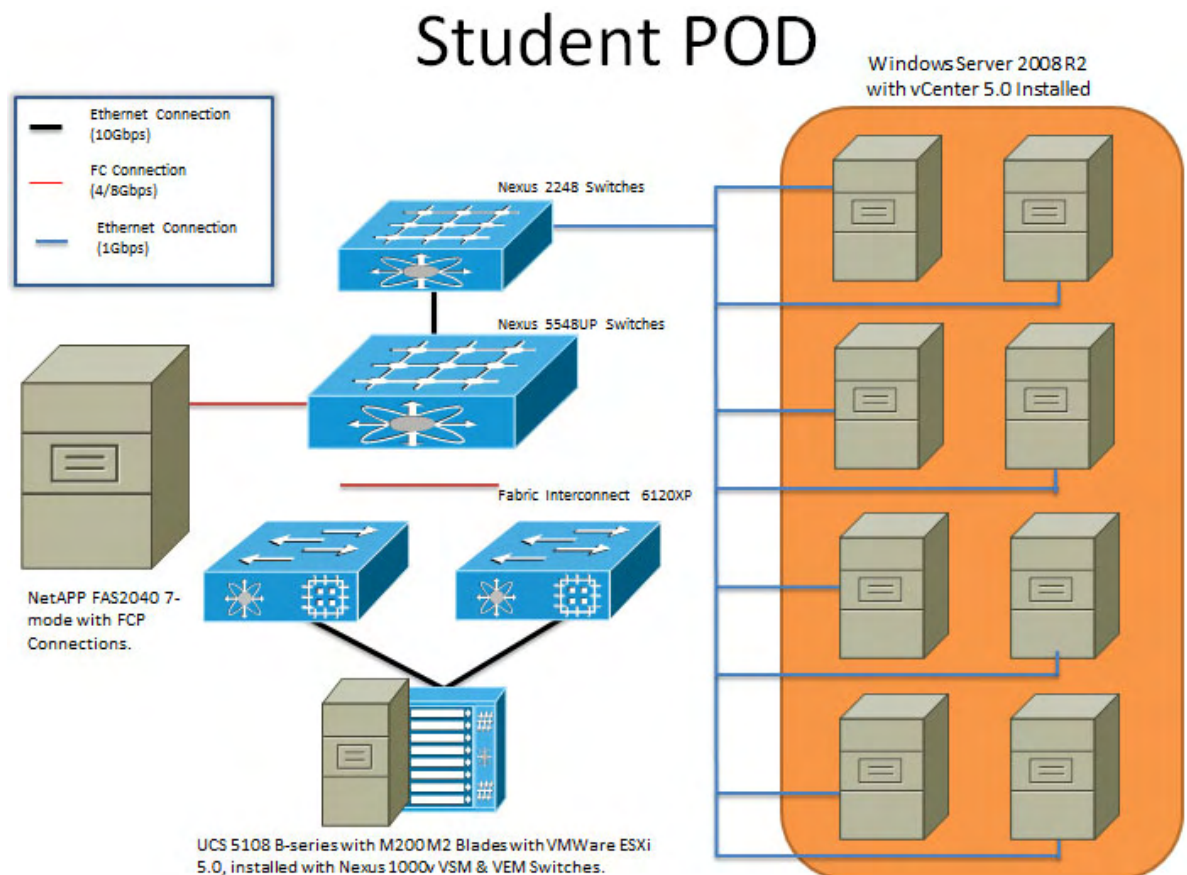 Student POD
Windows Server 2008 R2
with vCenter 5.0 Installed
Ethernet Connection
(10Gbps)
FC Connection
(4/8Gbps)
Ethernet Connection
(1Gbps)
Nexus 2248 Switches
Nexus 5548UP Switches
Fabric Interconnect 6120XP
NetAPP FAS2040 7-
mode with FCP
Connections.
UCS 5108 B-series with M200 M2 Blades with VMWare ESXi
5.0, installed with Nexus 1000v VSM & VEM Switches.